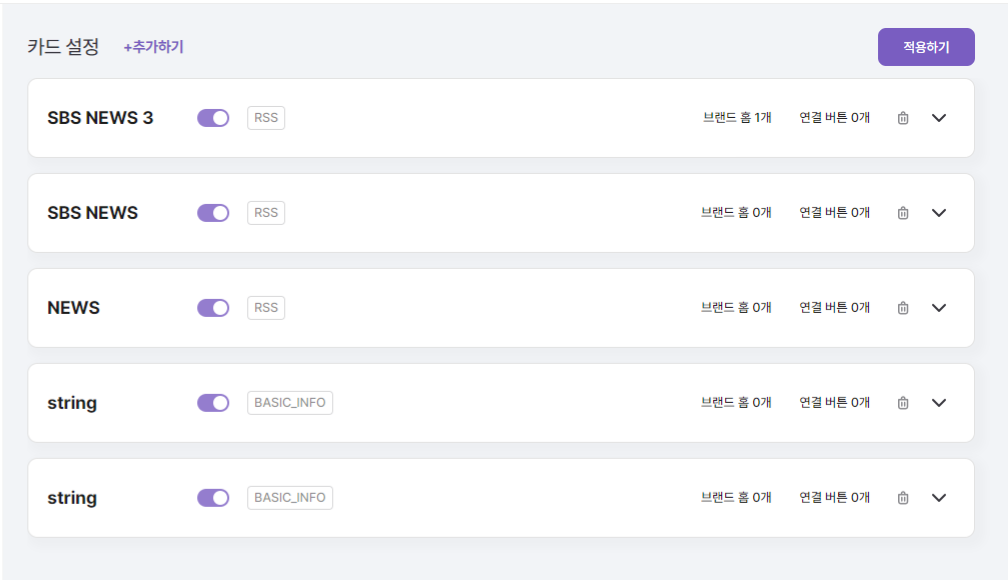 카드 설정 +추가하기 적용하기
SBS NEWS 3 RSS 브랜드 홈 1개 연결 버튼 0개
SBS NEWS RSS 브랜드 홈 0개 연결 버튼 0개
NEWS RSS 브랜드 홈 0개 연결 버튼 0개
string BASIC_INFO 브랜드 홈 0개 연결 버튼 0개
string BASIC_INFO 브랜드 홈 0개 연결 버튼 0개